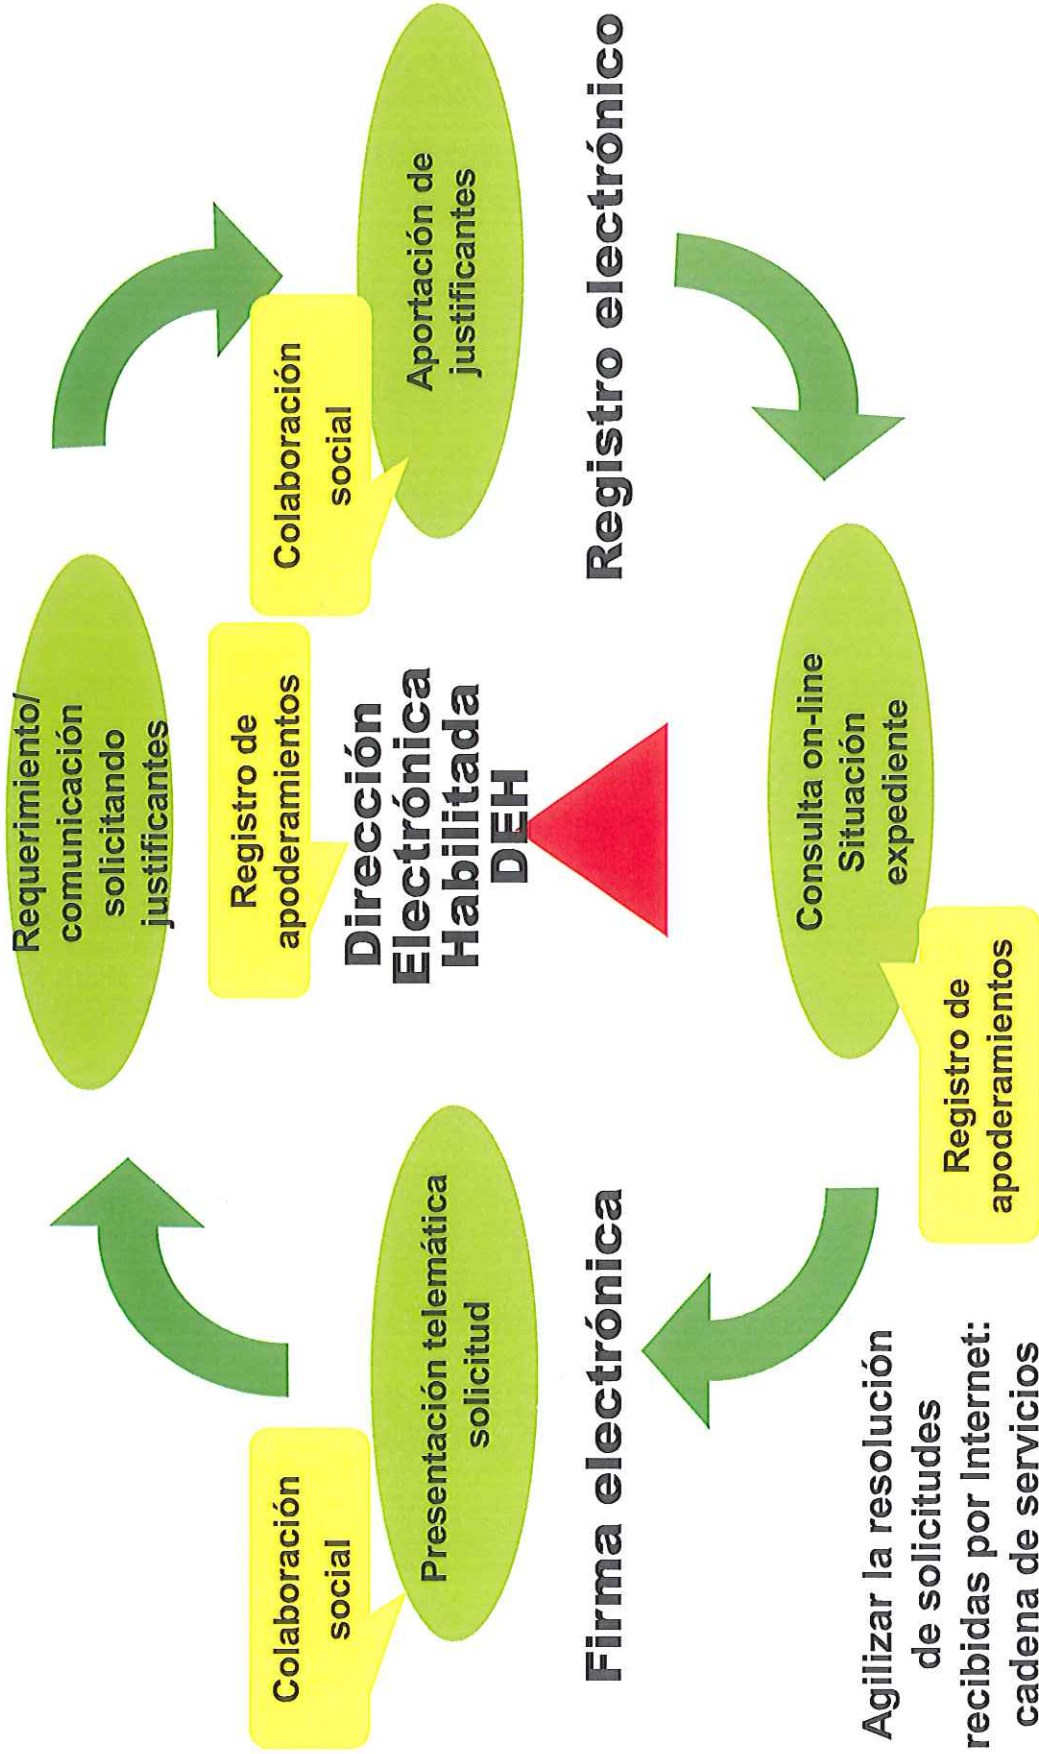 Requerimiento/
comunicación
solicitando
justificantes
Registro de
apoderamientos
Dirección
Electrónica
Habilitada
DEH
Colaboración
social
Presentación telemática
solicitud
Firma electrónica
Colaboración
social
Aportación de
justificantes
Registro electrónico
Consulta on-line
Situación
expediente
Registro de
apoderamientos
Agilizar la resolución
de solicitudes
recibidas por Internet:
cadena de servicios